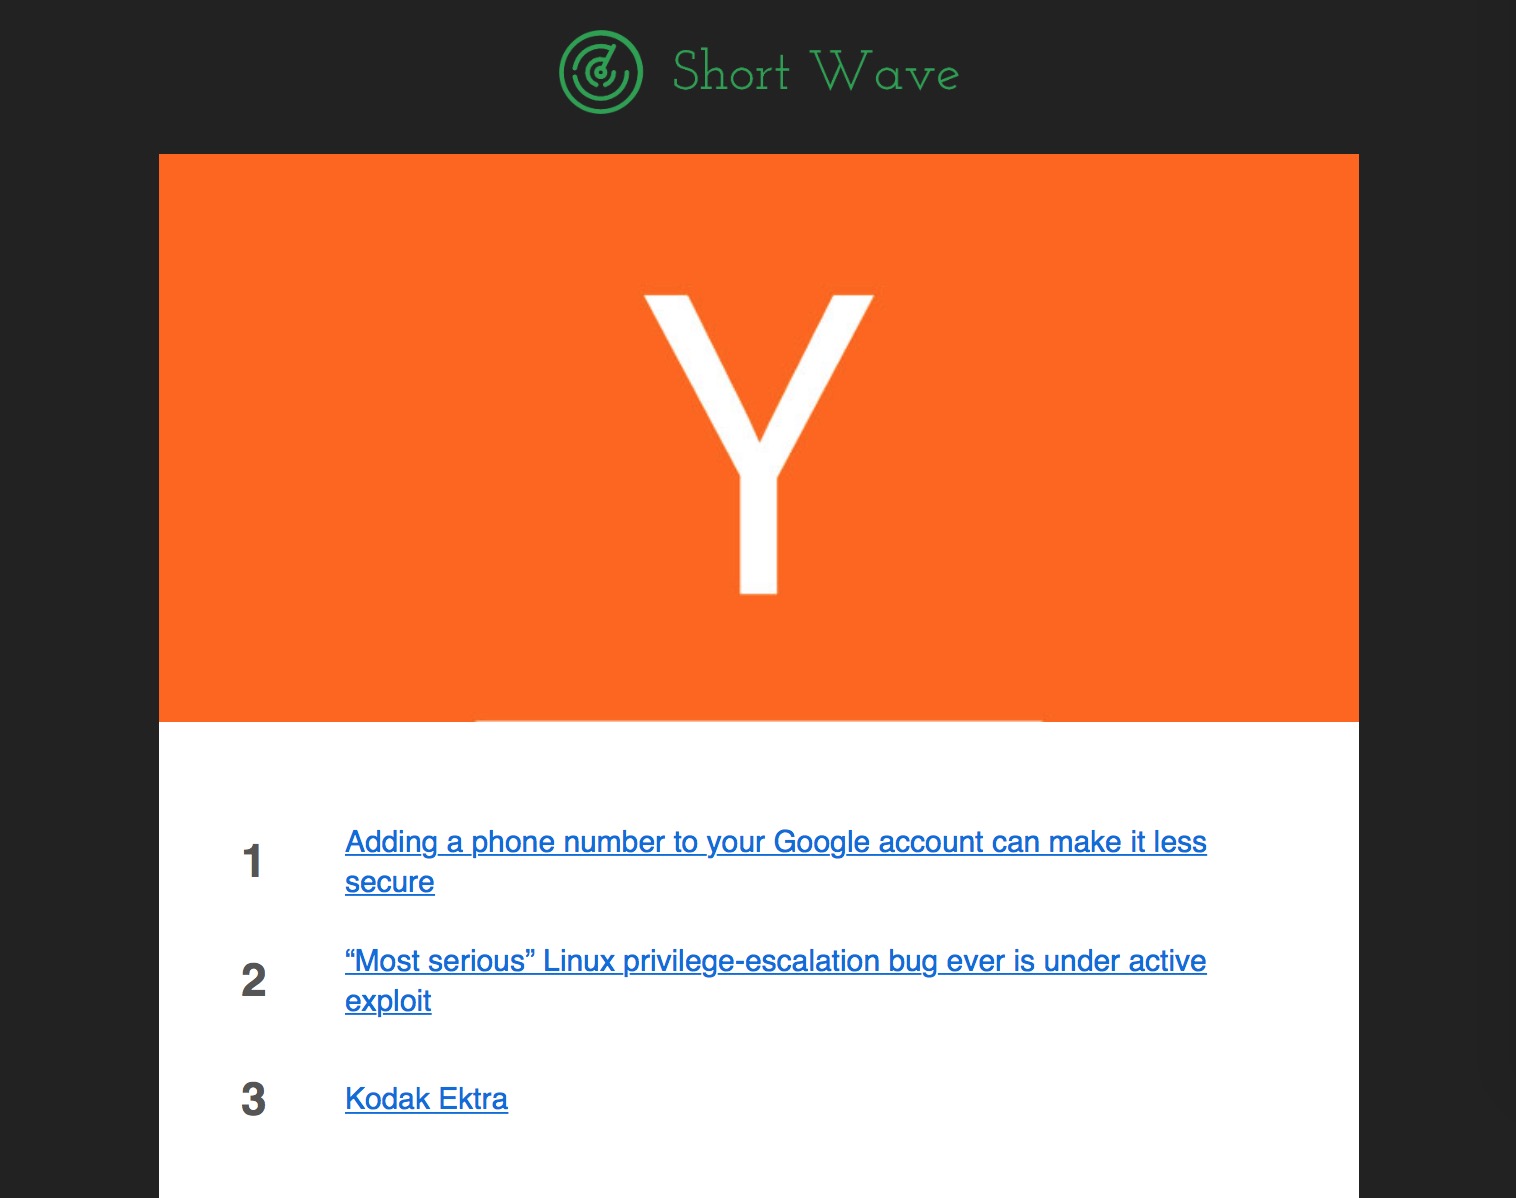 Short Wave
Y
1
Adding a phone number to your Google account can make it less
secure
2
“Most serious” Linux privilege-escalation bug ever is under active
exploit
3
Kodak Ektra